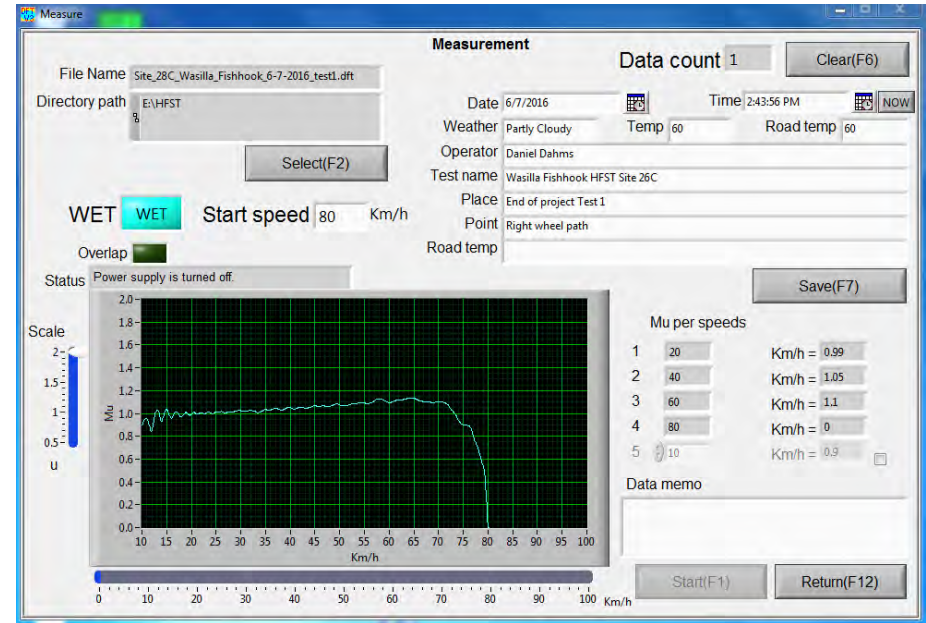 Measure
Measurement
Data count 1
Clear(F6)
File Name Site_28C_Wasilla_Fishhook_6-7-2016_test1.dft
Directory path E:\HFST
Date 6/7/2016
Time 2:43:56 PM
NOW
Weather Partly Cloudy
Temp 60
Road temp 60
Select(F2)
Operator Daniel Dahms
Test name Wasilla Fishhook HFST Site 26C
Place End of project Test 1
Point Right wheel path
Road temp
WET WET
Start speed 80 Km/h
Overlap
Status Power supply is turned off.
Save(F7)
Scale
2
1.5
1
0.5
u
2.0
1.8
1.6
1.4
1.2
1.0
0.8
0.6
0.4
0.2
0.0
Mu
10 15 20 25 30 35 40 45 50 55 60 65 70 75 80 85 90 95 100
Km/h
0 10 20 30 40 50 60 70 80 90 100 Km/h
Mu per speeds
1 20 Km/h = 0.99
2 40 Km/h = 1.05
3 60 Km/h = 1.1
4 80 Km/h = 0
5 10 Km/h = 0.9
Data memo
Start(F1)
Return(F12)